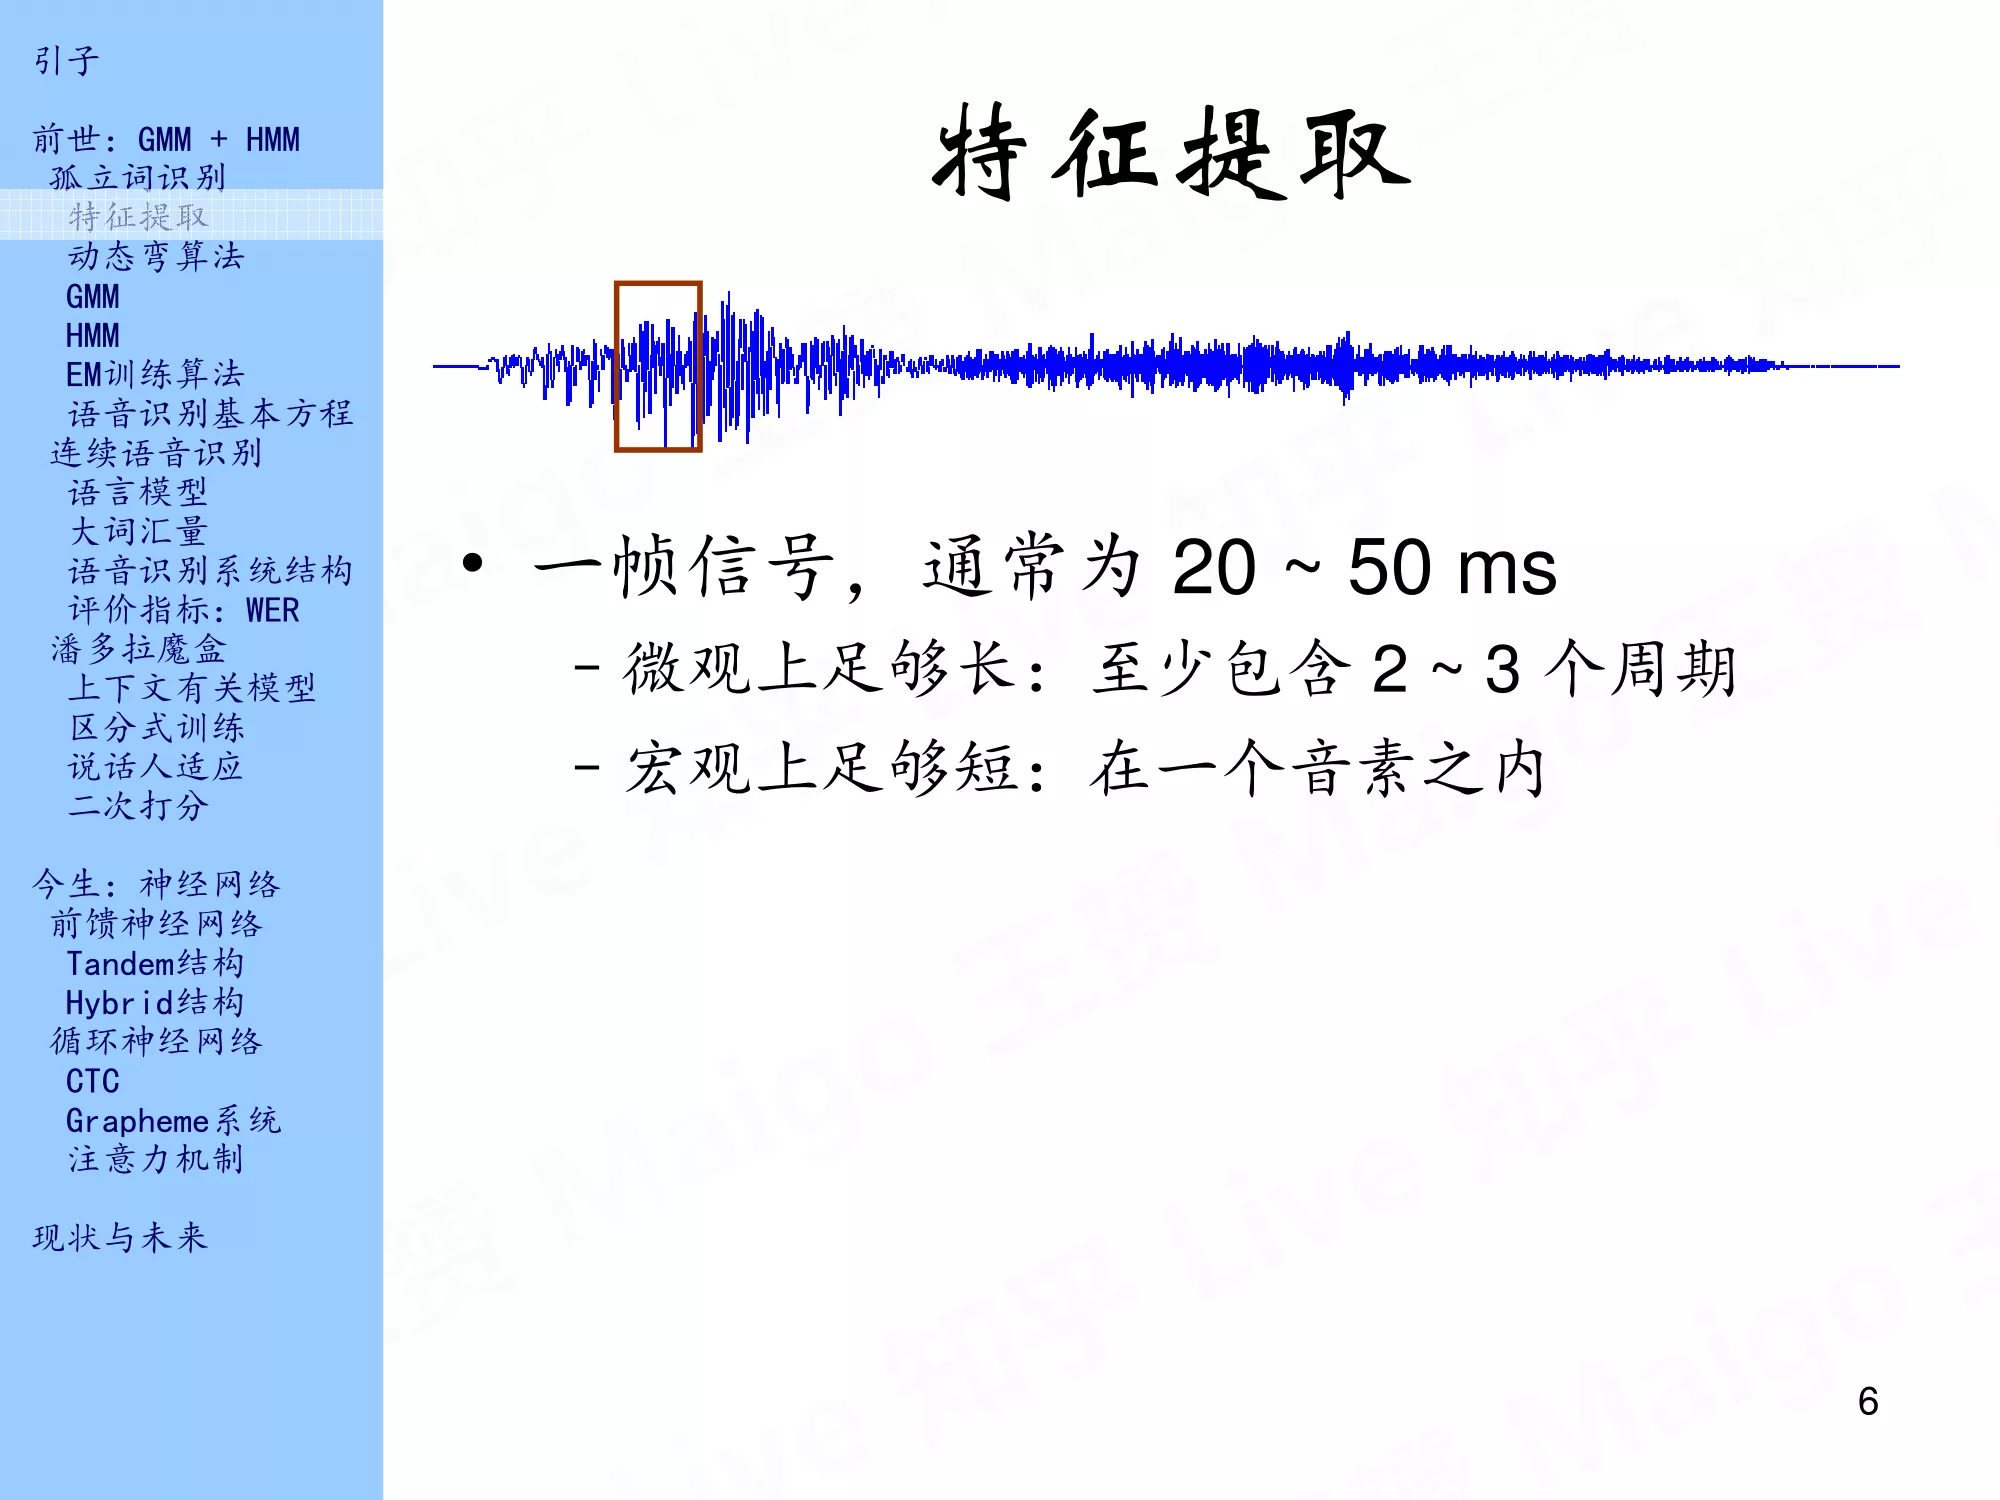 引子
前世：GMM + HMM
孤立词识别
特征提取
动态弯算法
GMM
HMM
EM训练算法
语音识别基本方程
连续语音识别
语言模型
大词汇量
语音识别系统结构
评价指标：WER
潘多拉魔盒
上下文有关模型
区分式训练
说话人适应
二次打分
今生：神经网络
前馈神经网络
Tandem结构
Hybrid结构
循环神经网络
CTC
Grapheme系统
注意力机制
现状与未来
特征提取
• 一帧信号，通常为 20 ~ 50 ms
– 微观上足够长：至少包含 2 ~ 3 个周期
– 宏观上足够短：在一个音素之内
6
知乎 Live Maigo 王赟